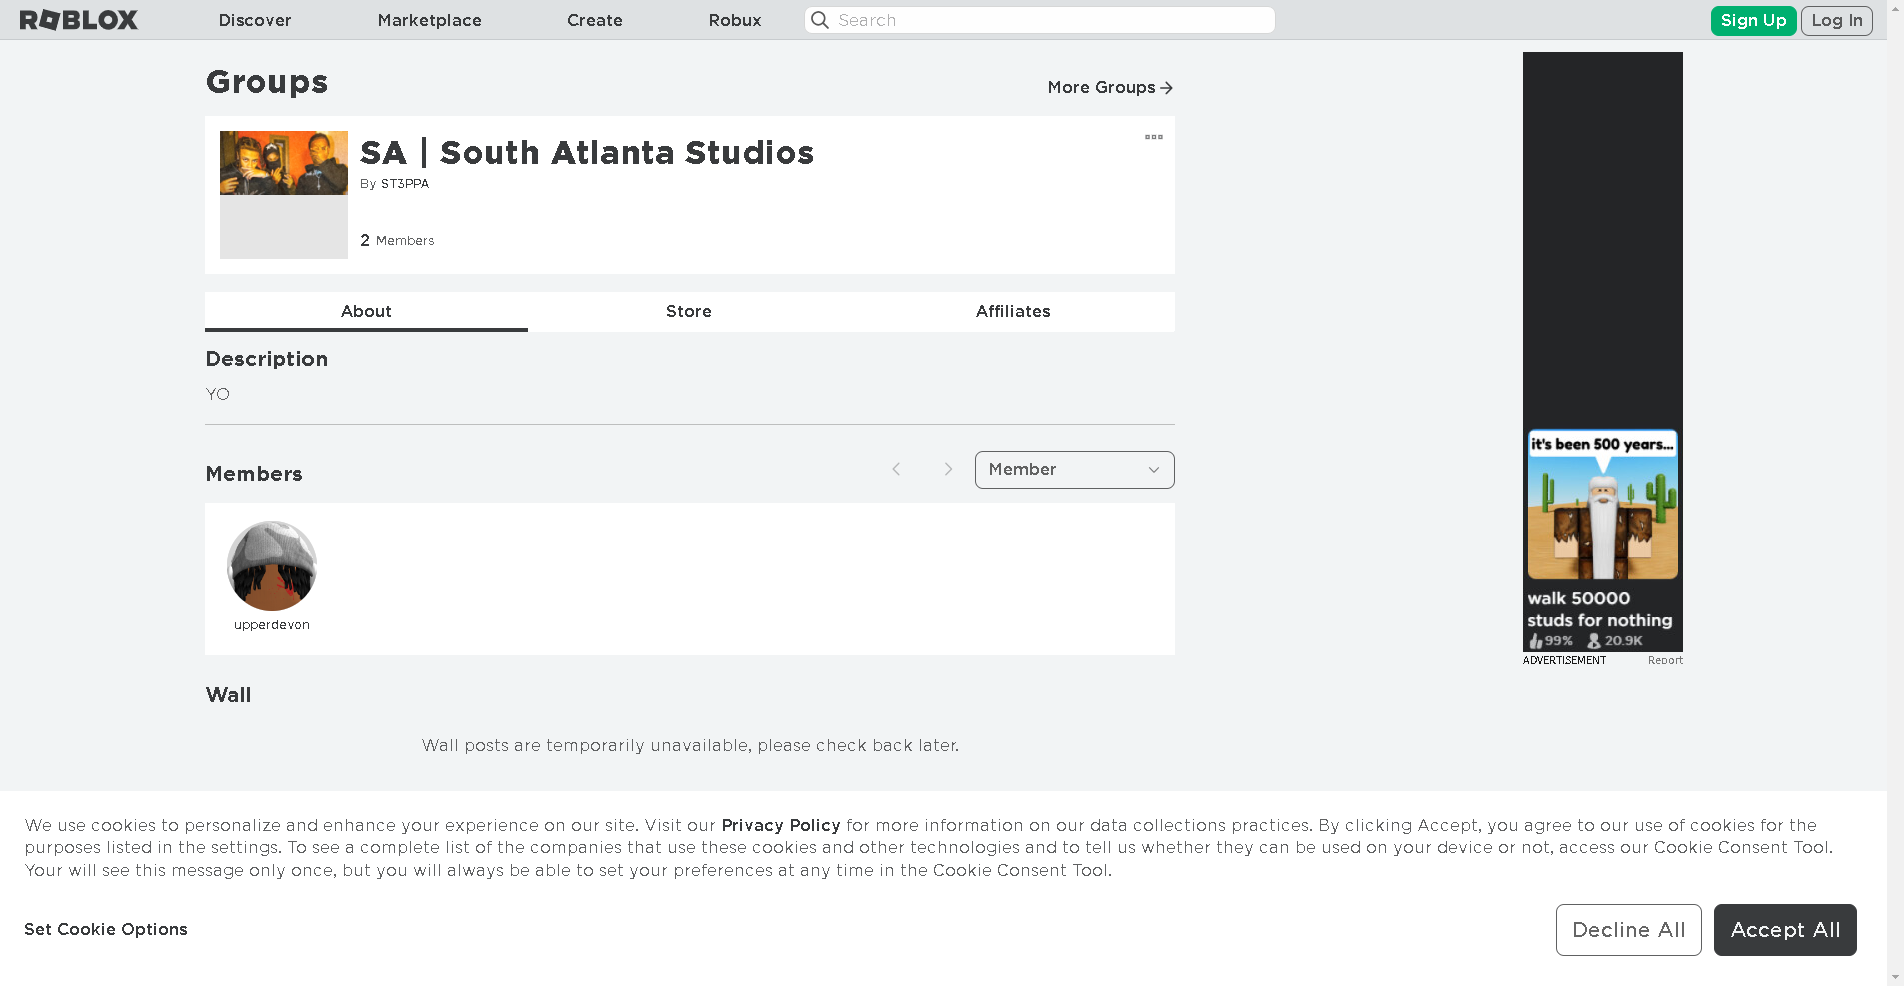 ROBLOX
Discover
Marketplace
Create
Robux
Search
Sign Up
Log In
Groups
More Groups
SA | South Atlanta Studios
By ST3PPA
2 Members
About
Store
Affiliates
Description
YO
Members
Member
upperdevon
Wall
Wall posts are temporarily unavailable, please check back later.
it's been 500 years...
walk 50000
studs for nothing
99% 20.9K
ADVERTISEMENT
Report
We use cookies to personalize and enhance your experience on our site. Visit our Privacy Policy for more information on our data collections practices. By clicking Accept, you agree to our use of cookies for the
purposes listed in the settings. To see a complete list of the companies that use these cookies and other technologies and to tell us whether they can be used on your device or not, access our Cookie Consent Tool.
Your will see this message only once, but you will always be able to set your preferences at any time in the Cookie Consent Tool.
Set Cookie Options
Decline All
Accept All